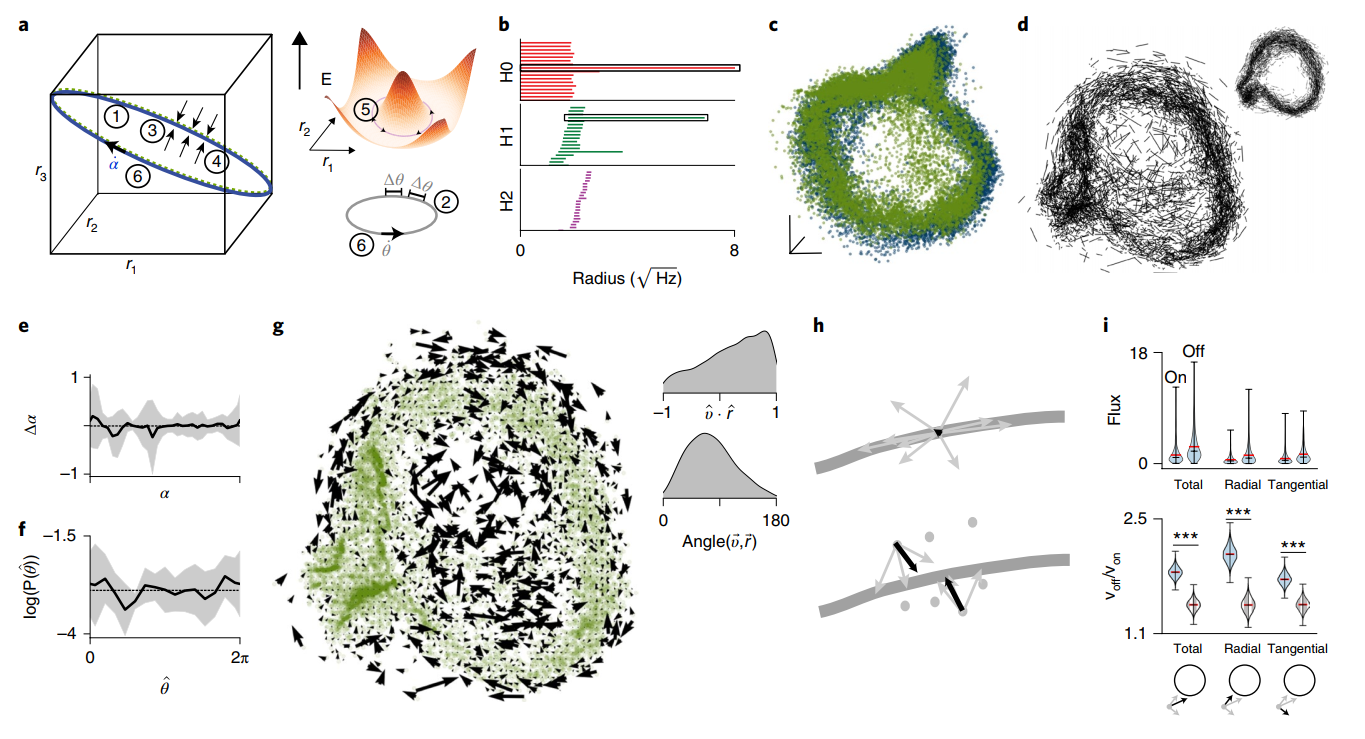 a
b
c
d
1
3
4
6
α̇
r3
r2
r1
E
5
r2
r1
Δθ
Δθ
2
6
θ̇
H0
H1
H2
0
8
Radius (√Hz)
e
g
h
i
1
Δα
−1
α
f
−1.5
log(P(θ̂))
−4
0
2π
θ̂
−1
υ̂ · r̂
1
0
180
Angle(υ⃗,r⃗)
18
On
Off
Flux
0
Total
Radial
Tangential
2.5
***
***
***
voff/von
1.1
Total
Radial
Tangential